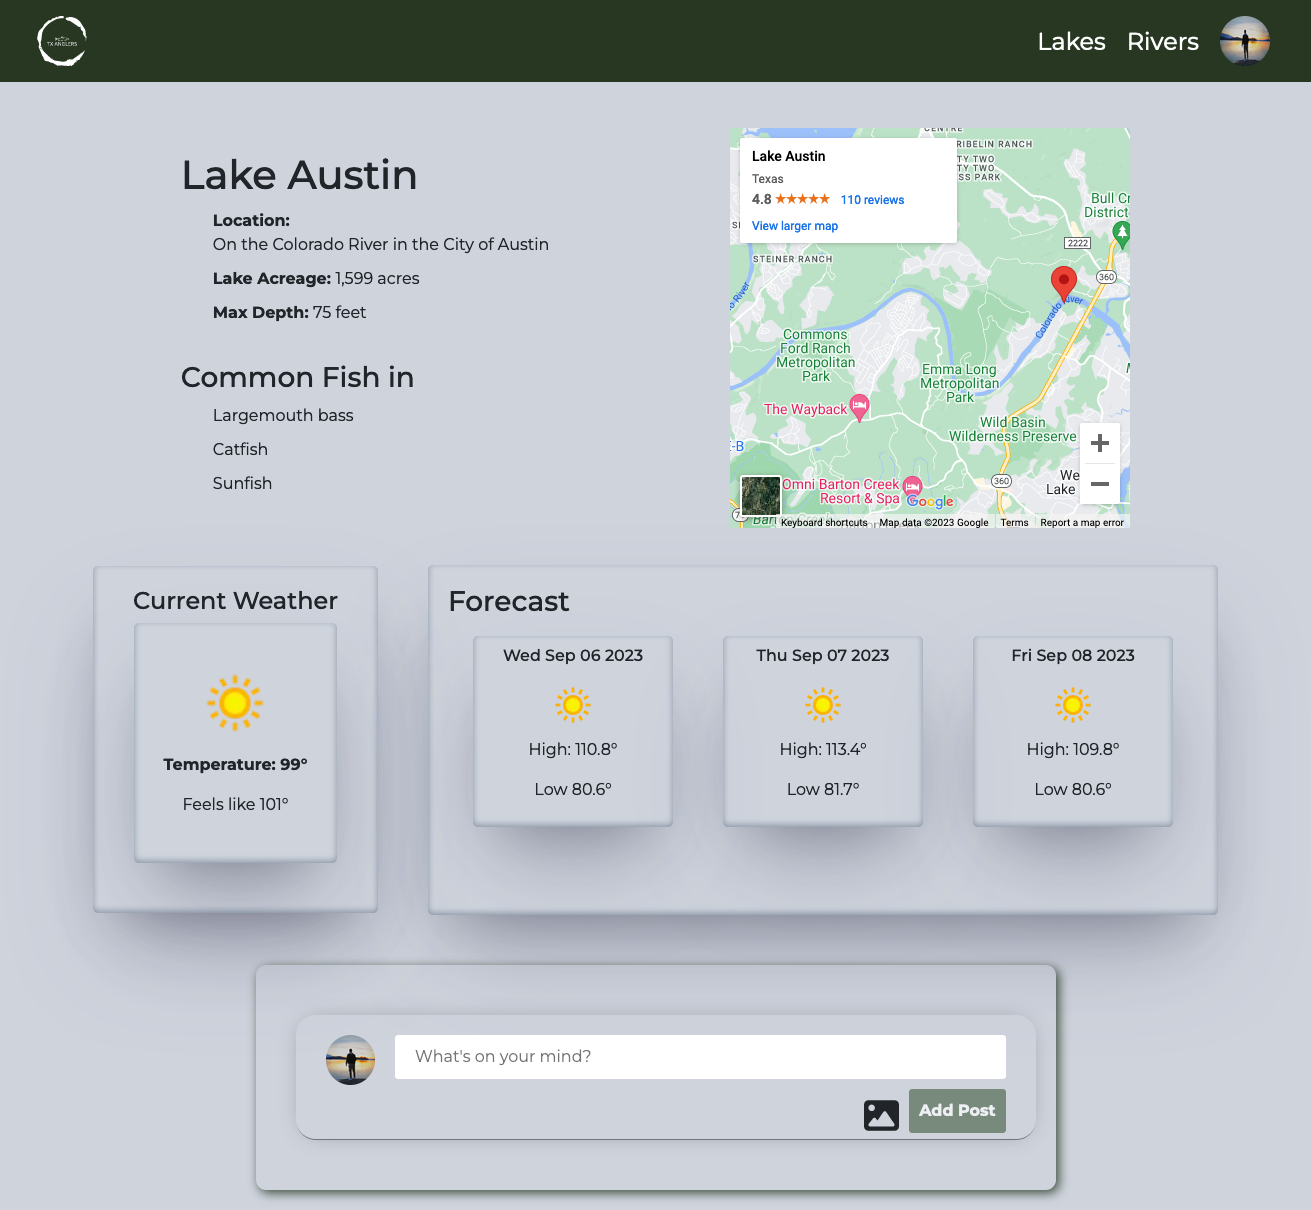 TX ANGLERS
Lakes
Rivers
Lake Austin
Location:
On the Colorado River in the City of Austin
Lake Acreage: 1,599 acres
Max Depth: 75 feet
Common Fish in
Largemouth bass
Catfish
Sunfish
Lake Austin
Texas
4.8
110 reviews
View larger map
CENTRE
RIBELIN RANCH
TY TWO
TY TWO
SS PARK
Bull Cr
District
2222
STEINER RANCH
360
River
Colorado River
Commons
Ford Ranch
Metropolitan
Park
Emma Long
Metropolitan
Park
The Wayback
Wild Basin
Wilderness Preserve
E-B
We
Lake
360
Omni Barton Creek
Resort & Spa
Google
Keyboard shortcuts
Map data ©2023 Google
Terms
Report a map error
Current Weather
Temperature: 99°
Feels like 101°
Forecast
Wed Sep 06 2023
High: 110.8°
Low 80.6°
Thu Sep 07 2023
High: 113.4°
Low 81.7°
Fri Sep 08 2023
High: 109.8°
Low 80.6°
What's on your mind?
Add Post